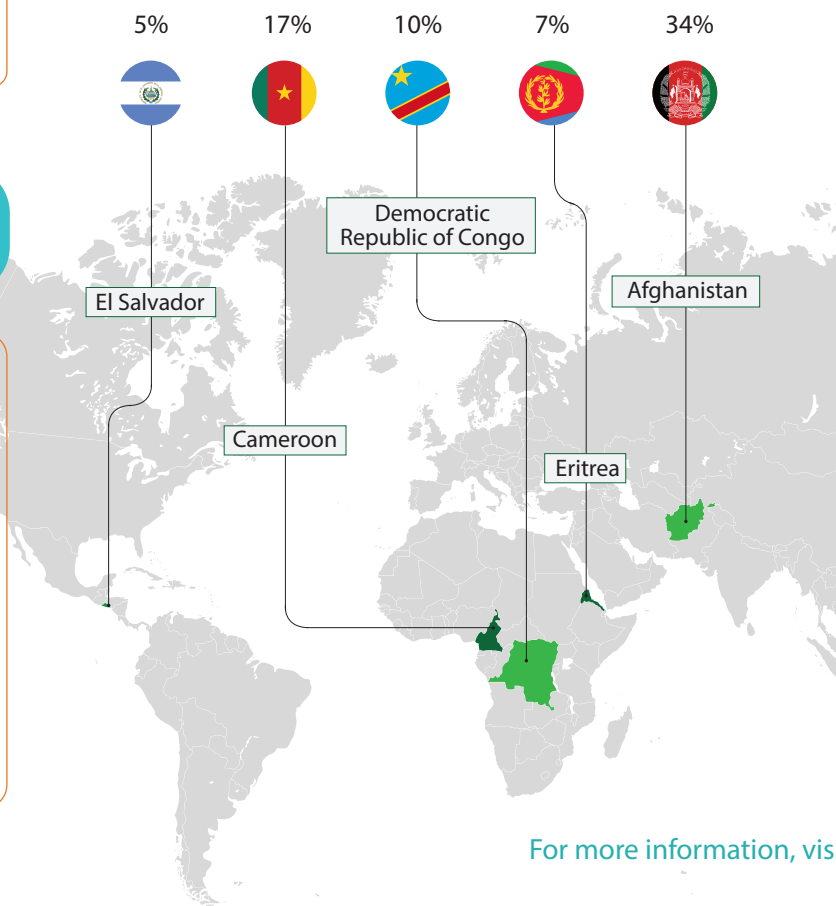 5%
17%
10%
7%
34%
Democratic
Republic of Congo
Afghanistan
El Salvador
Cameroon
Eritrea
For more information, vis